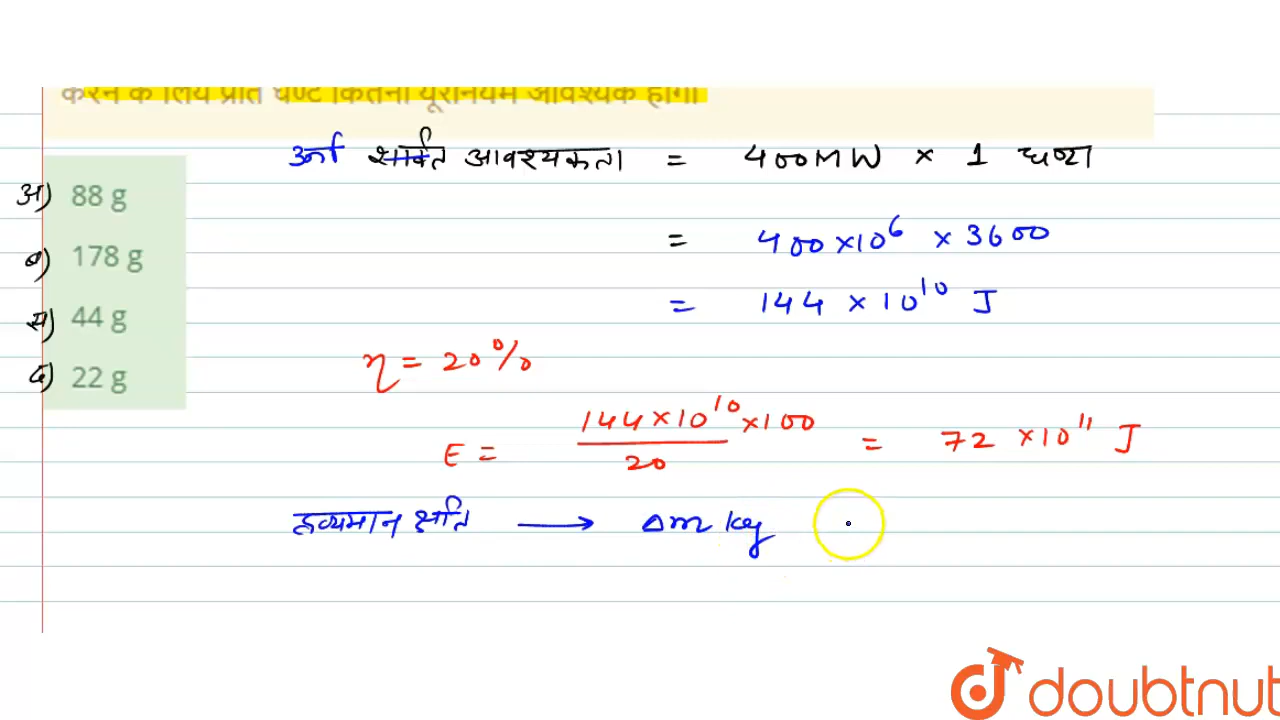 करने के लिये प्रति घण्टे कितना यूरेनियम आवश्यक होगा
ऊर्जा शक्ति आवश्यकता = 400MW × 1 घण्टा
अ) 88 g
= 400 × 10⁶ × 3600
ब) 178 g
= 144 × 10¹⁰ J
स) 44 g
η = 20%
द) 22 g
E = 144 × 10¹⁰ × 100 / 20 = 72 × 10¹¹ J
द्रव्यमान क्षति → Δm kg
doubtnut